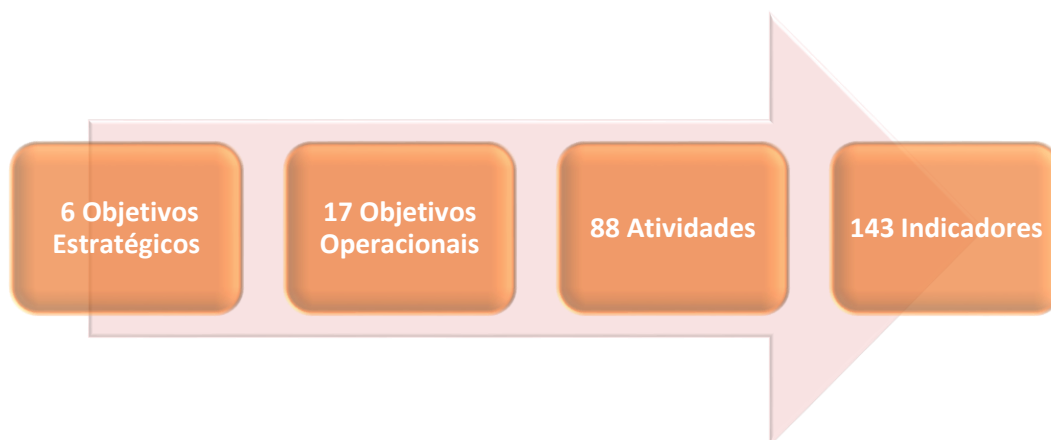 6 Objetivos
Estratégicos
17 Objetivos
Operacionais
88 Atividades
143 Indicadores